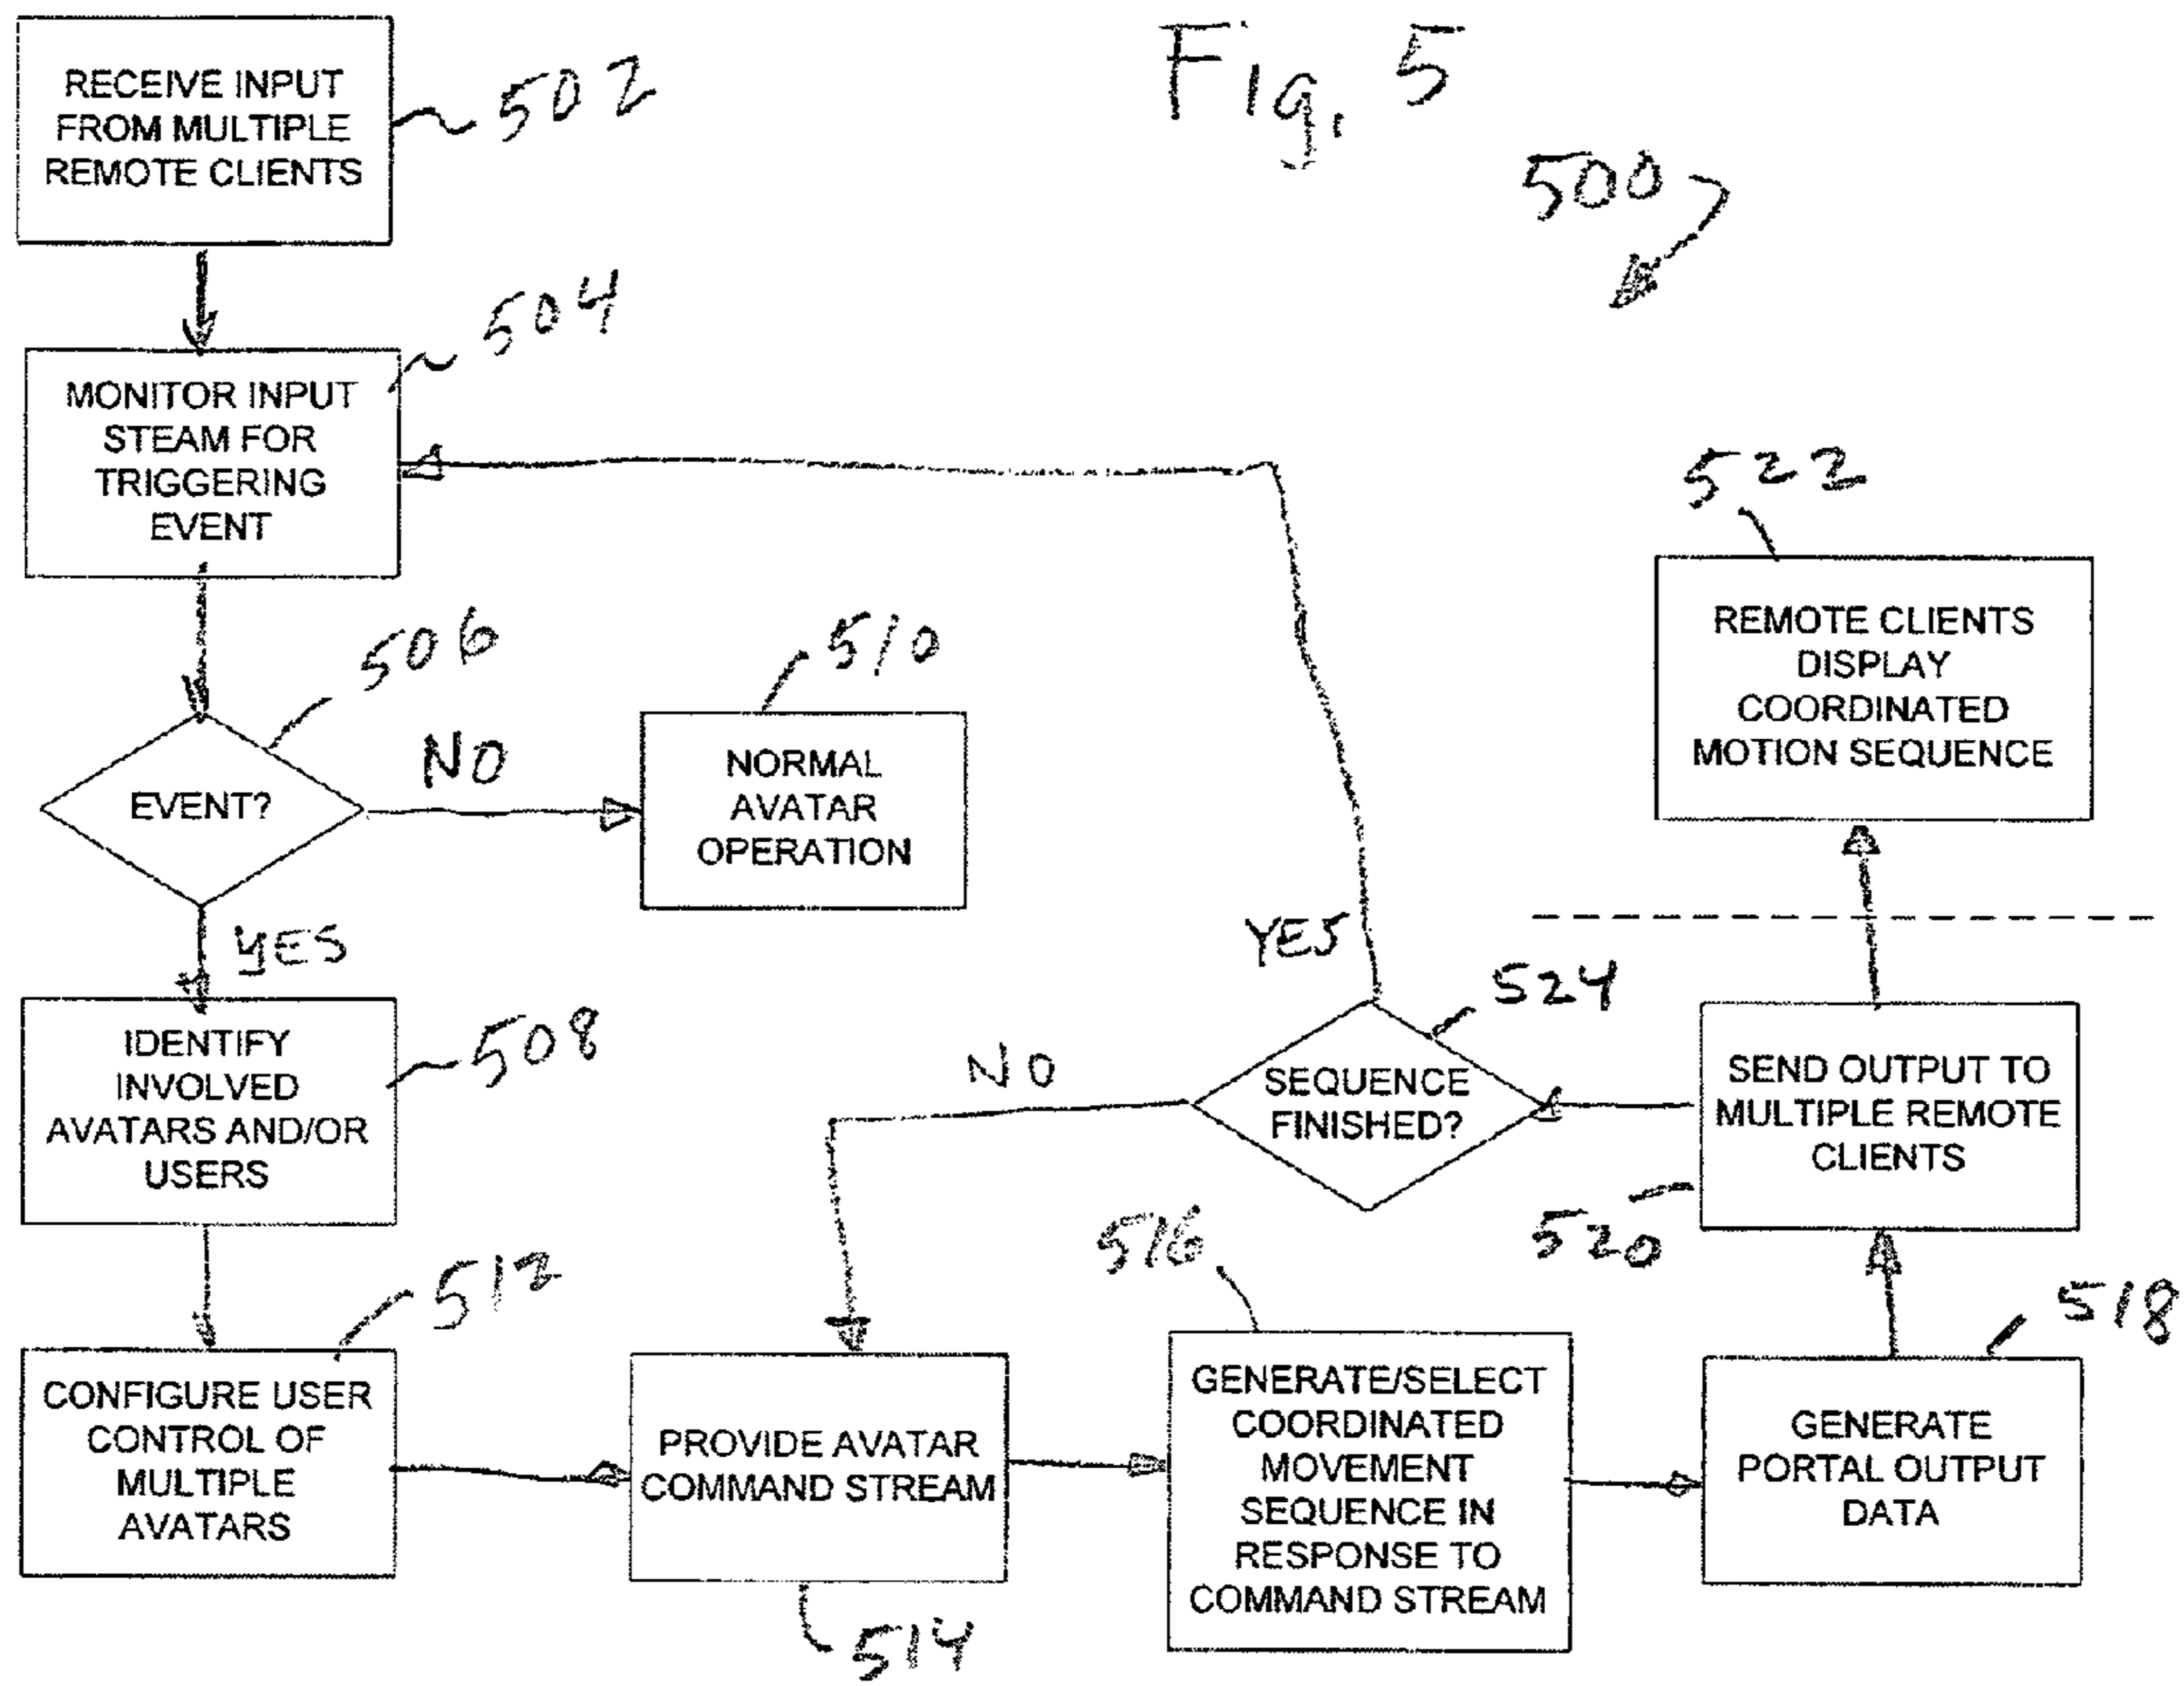 Fig. 5
500
RECEIVE INPUT
FROM MULTIPLE
REMOTE CLIENTS
502
MONITOR INPUT
STEAM FOR
TRIGGERING
EVENT
504
EVENT?
506
NO
NORMAL
AVATAR
OPERATION
510
YES
IDENTIFY
INVOLVED
AVATARS AND/OR
USERS
508
CONFIGURE USER
CONTROL OF
MULTIPLE
AVATARS
512
PROVIDE AVATAR
COMMAND STREAM
514
GENERATE/SELECT
COORDINATED
MOVEMENT
SEQUENCE IN
RESPONSE TO
COMMAND STREAM
516
GENERATE
PORTAL OUTPUT
DATA
518
SEND OUTPUT TO
MULTIPLE REMOTE
CLIENTS
520
REMOTE CLIENTS
DISPLAY
COORDINATED
MOTION SEQUENCE
522
SEQUENCE
FINISHED?
524
NO
YES